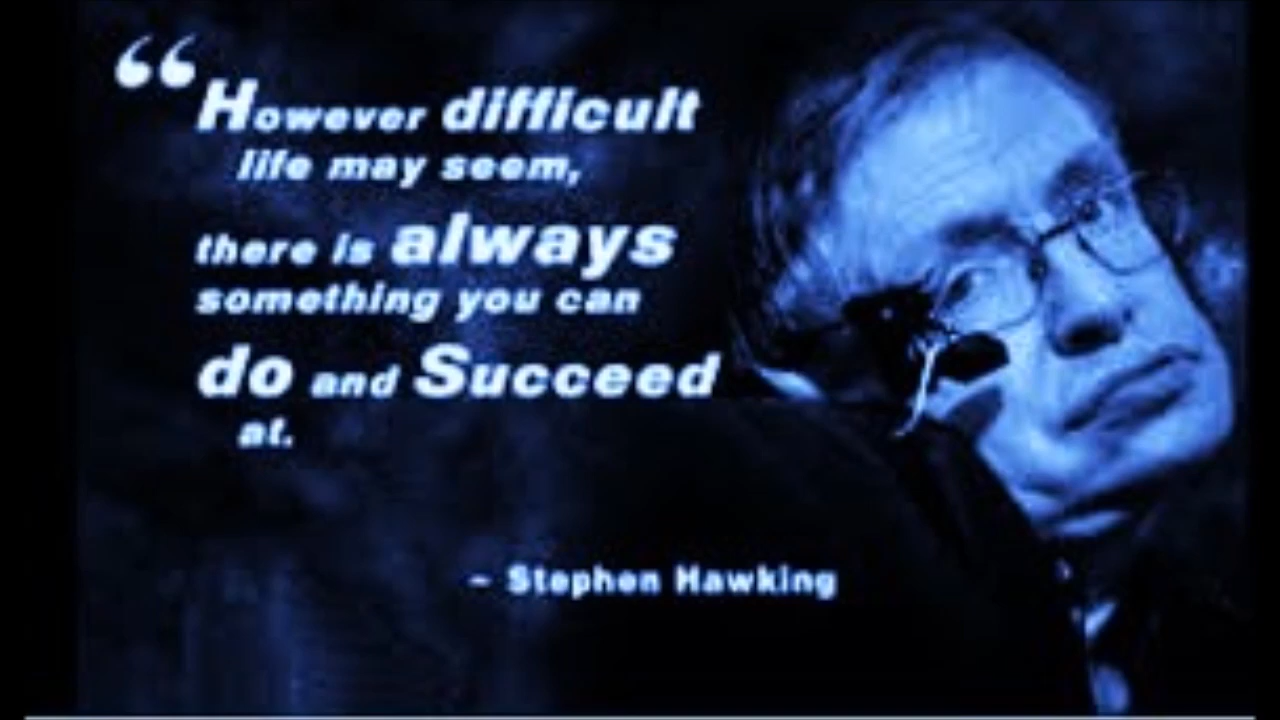 “However difficult
life may seem,
there is always
something you can
do and Succeed
at.
– Stephen Hawking